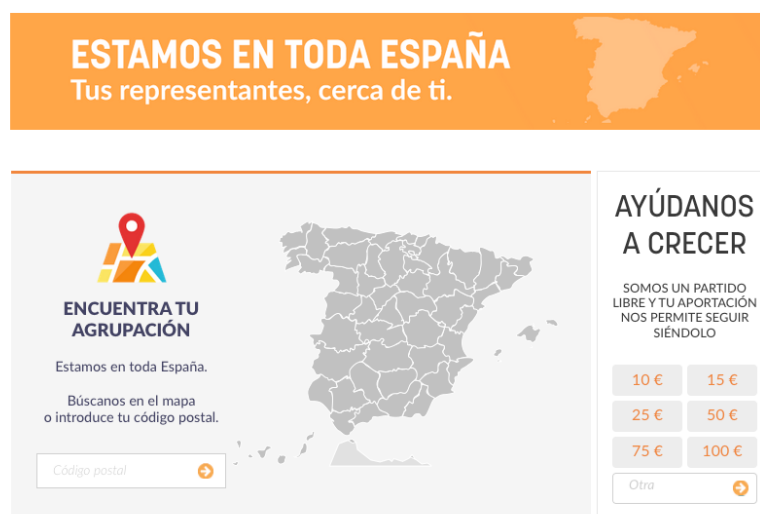 ESTAMOS EN TODA ESPAÑA
Tus representantes, cerca de ti.
ENCUENTRA TU
AGRUPACIÓN
Estamos en toda España.
Búscanos en el mapa
o introduce tu código postal.
Código postal
AYÚDANOS
A CRECER
SOMOS UN PARTIDO
LIBRE Y TU APORTACIÓN
NOS PERMITE SEGUIR
SIÉNDOLO
10 € 15 €
25 € 50 €
75 € 100 €
Otra